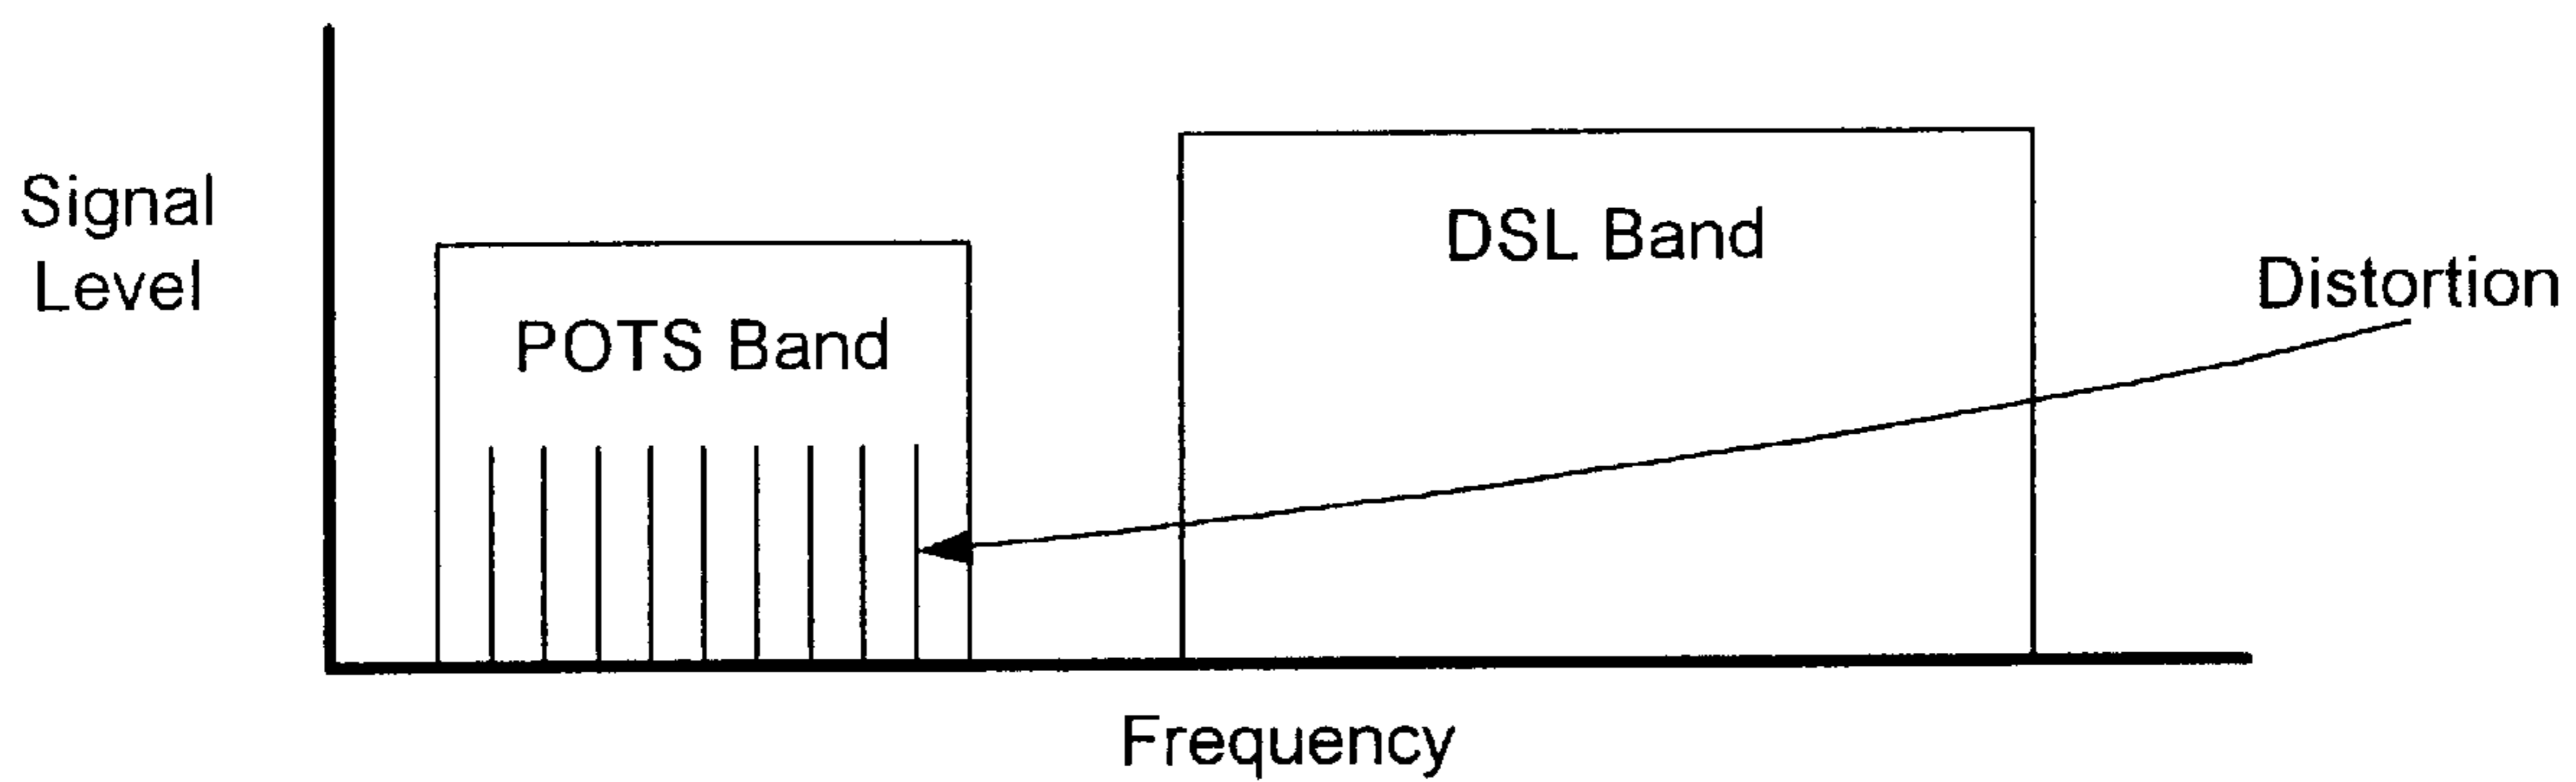 Signal
Level
POTS Band
DSL Band
Distortion
Frequency